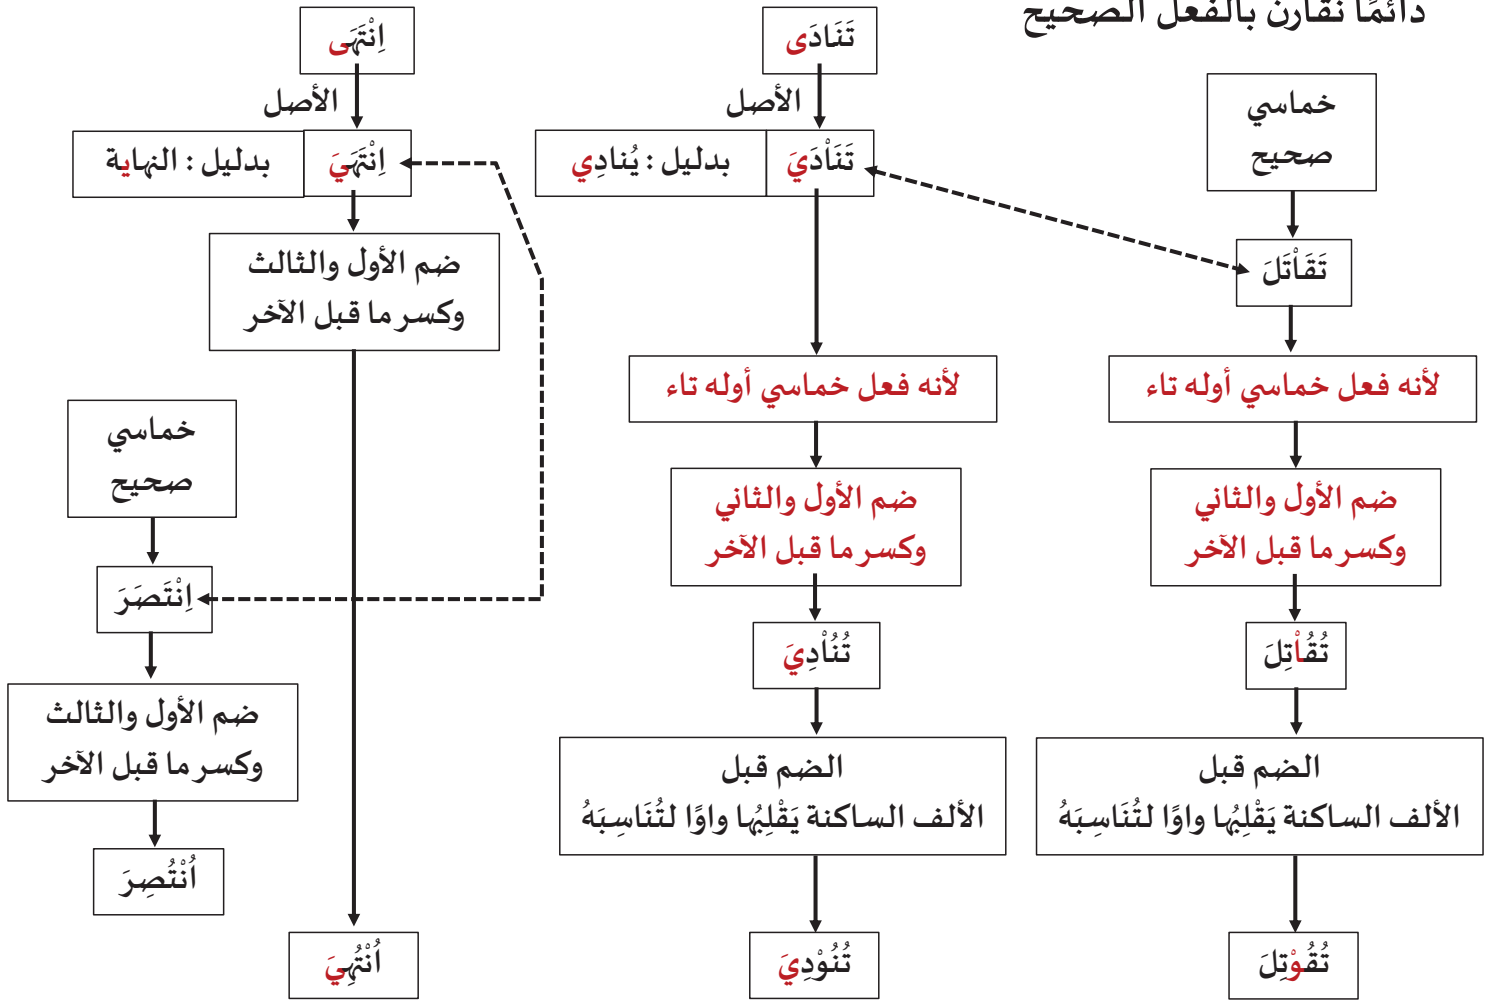 دائمًا نقارن بالفعل الصحيح
خماسي
صحيح
تَقَاْتَلَ
لأنه فعل خماسي أوله تاء
ضم الأول والثاني
وكسر ما قبل الآخر
تُقُاْتِلَ
الضم قبل
الألف الساكنة يَقْلِبُها واوًا لتُنَاسِبَهُ
تُقُوْتِلَ
تَنَادَى
الأصل
تَنَاْدَيَ
بدليل : يُنادِي
لأنه فعل خماسي أوله تاء
ضم الأول والثاني
وكسر ما قبل الآخر
تُنُاْدِيَ
الضم قبل
الألف الساكنة يَقْلِبُها واوًا لتُنَاسِبَهُ
تُنُوْدِيَ
اِنْتَهَى
الأصل
اِنْتَهَيَ
بدليل : النهاية
ضم الأول والثالث
وكسر ما قبل الآخر
اُنْتُهِيَ
خماسي
صحيح
اِنْتَصَرَ
ضم الأول والثالث
وكسر ما قبل الآخر
اُنْتُصِرَ